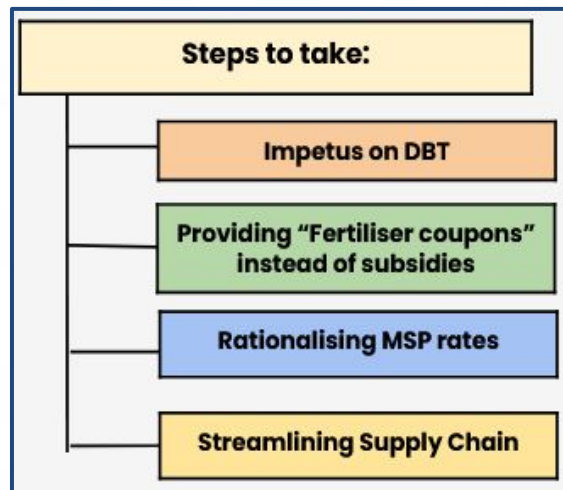 Steps to take:
Impetus on DBT
Providing “Fertiliser coupons”
instead of subsidies
Rationalising MSP rates
Streamlining Supply Chain